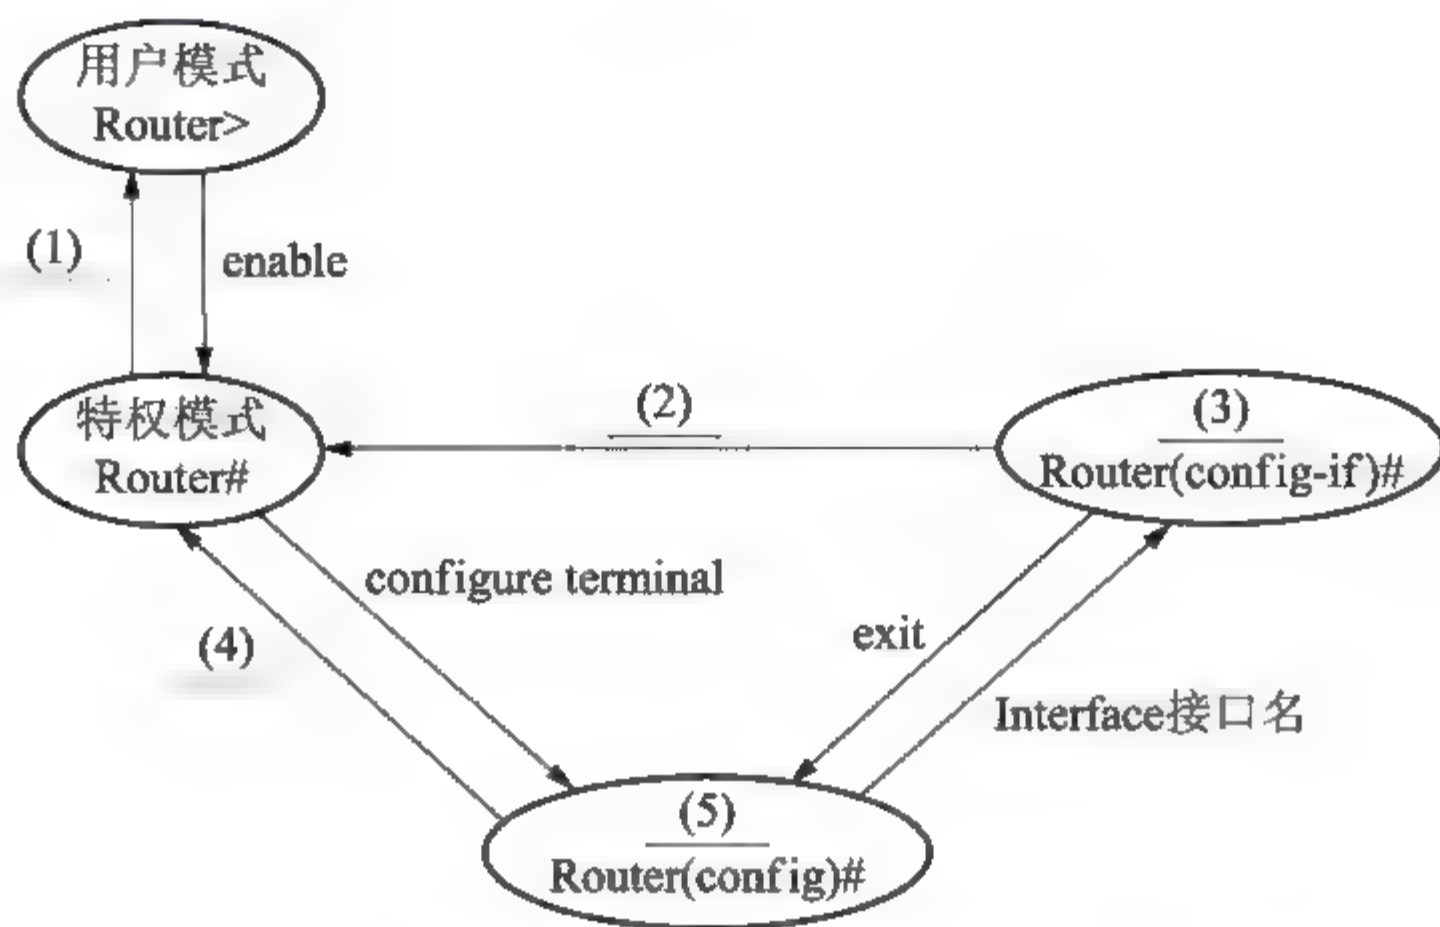 用户模式
Router>
(1)
enable
特权模式
Router#
(2)
(3)
Router(config-if)#
configure terminal
(4)
exit
Interface接口名
(5)
Router(config)#